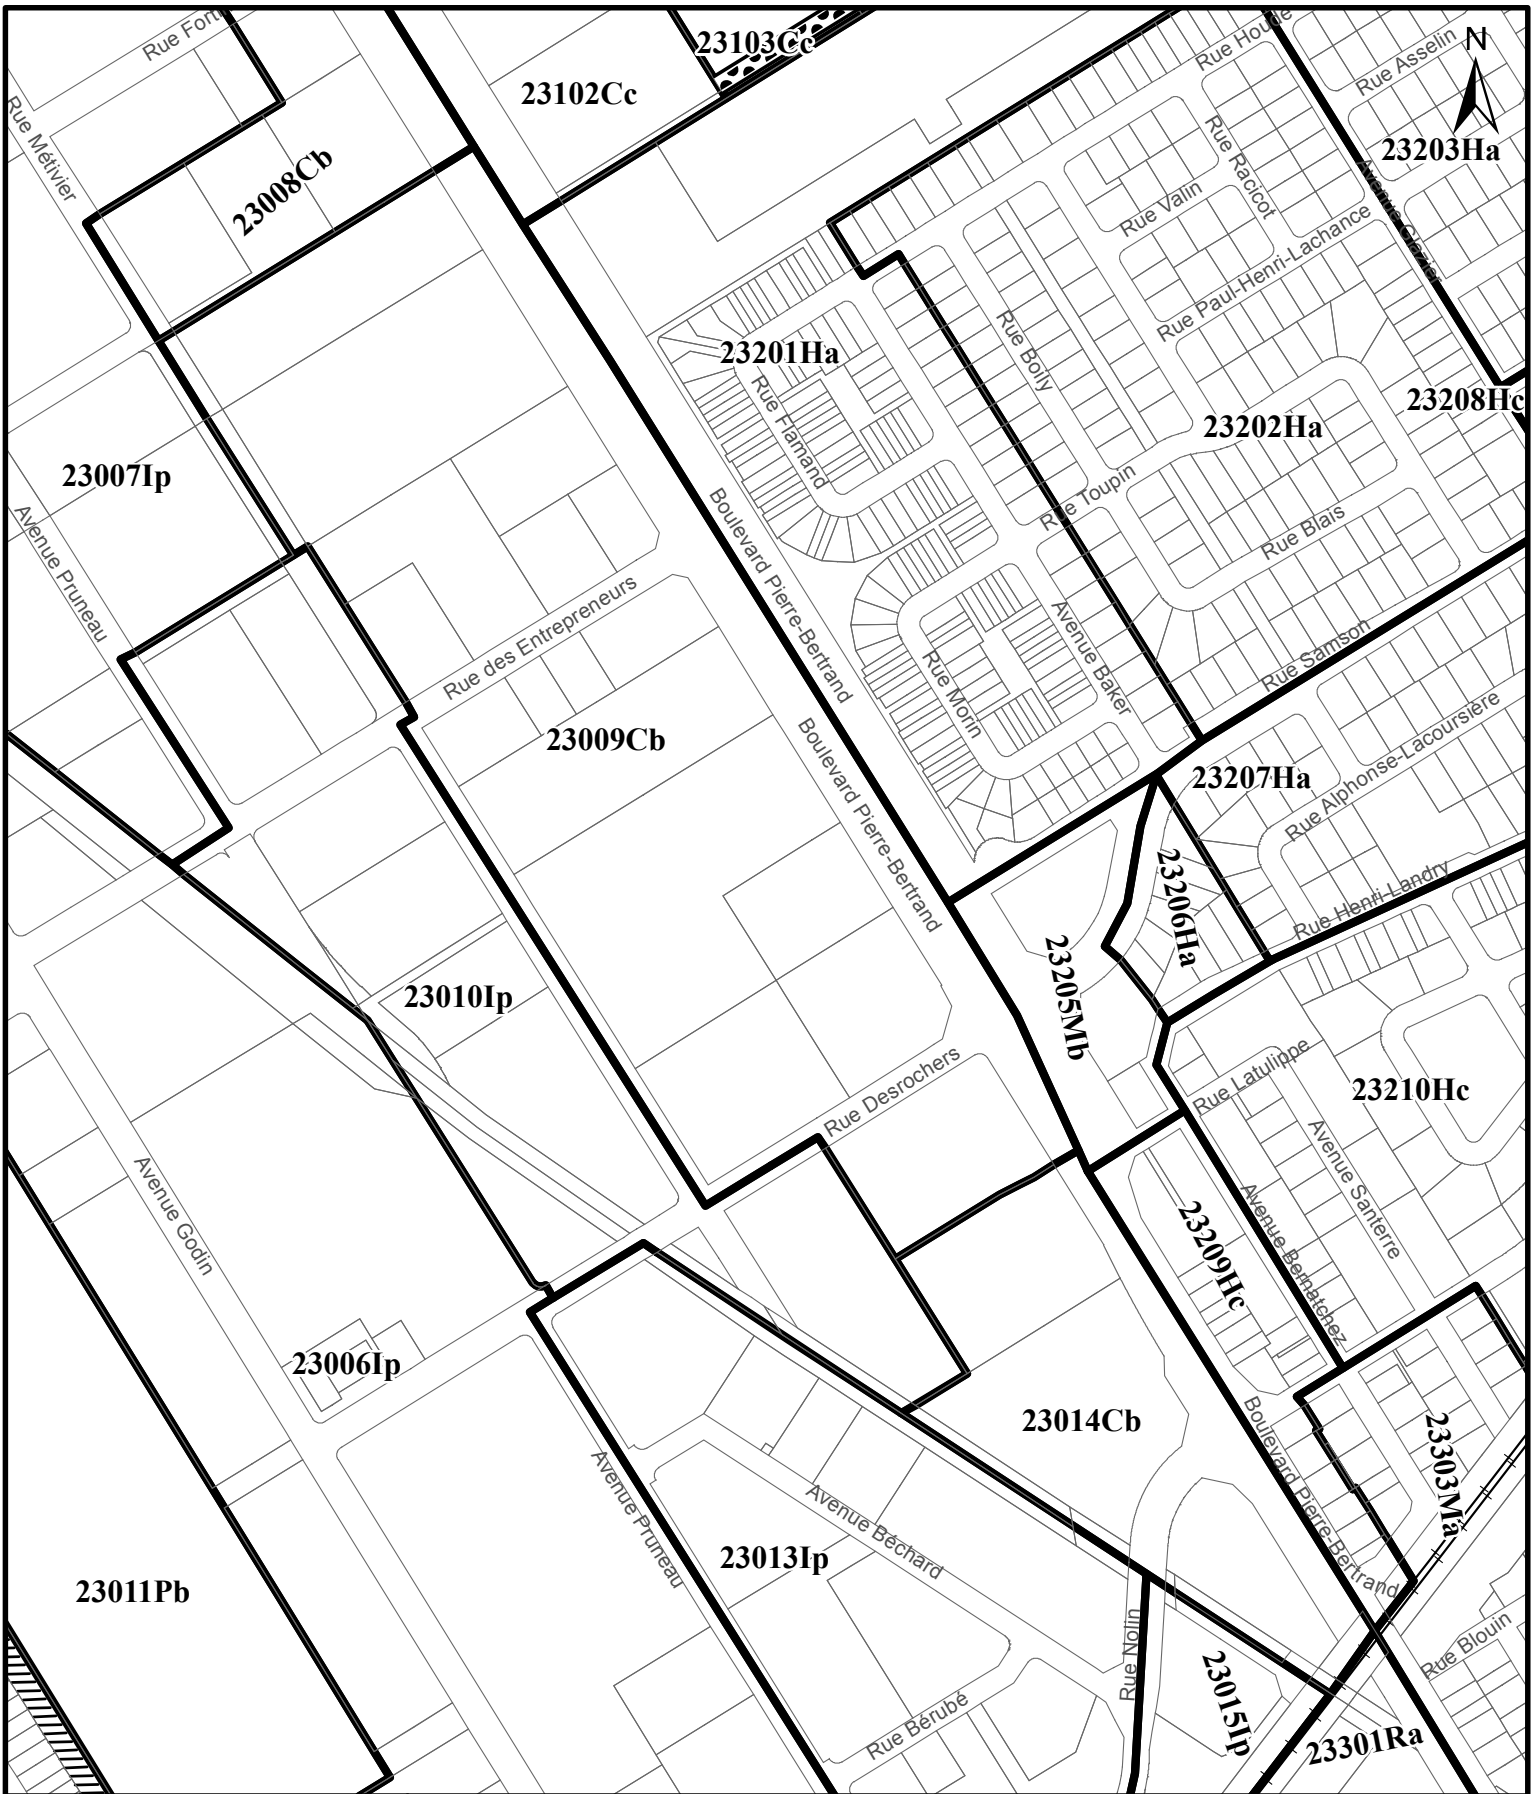 Rue Houde
N
23103Cc
Rue Asselin
23102Cc
Rue Métivier
Rue Racicot
23203Ha
23008Cb
Rue Valin
Avenue Glazier
Rue Paul-Henri-Lachance
Rue Boily
23201Ha
Rue Flamand
23208Hc
23202Ha
23007Ip
Rue Toupin
Rue Blais
Avenue Pruneau
Boulevard Pierre-Bertrand
Rue des Entrepreneurs
Avenue Baker
Rue Samson
Rue Morin
23009Cb
Boulevard Pierre-Bertrand
23207Ha
Rue Alphonse-Lacoursière
23206Ha
Rue Henri-Landry
23205Mb
23010Ip
Rue Latulippe
23210Hc
Rue Desrochers
Avenue Santerre
Avenue Godin
23209Hc
Avenue Bernatchez
23006Ip
23014Cb
23303Ma
Boulevard Pierre-Bertrand
Avenue Pruneau
Avenue Béchard
23013Ip
23011Pb
Rue Blouin
Rue Nolin
23015Ip
Rue Bérubé
23301Ra